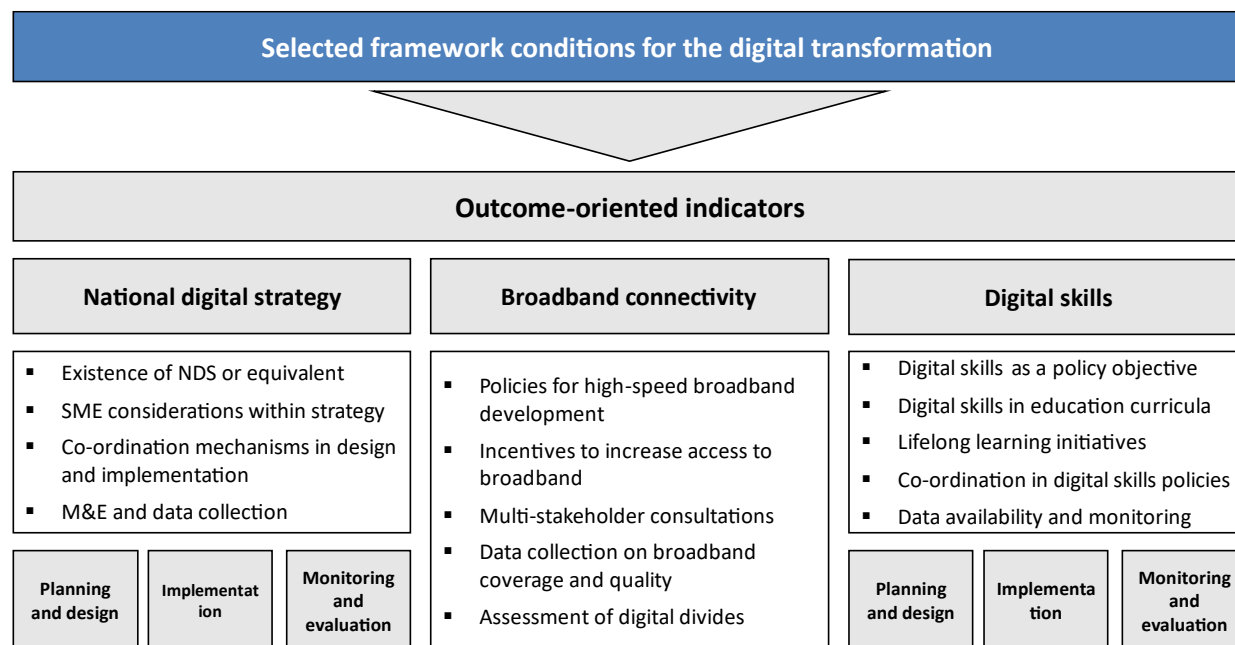 Selected framework conditions for the digital transformation
Outcome-oriented indicators
National digital strategy
▪ Existence of NDS or equivalent
▪ SME considerations within strategy
▪ Co-ordination mechanisms in design
and implementation
▪ M&E and data collection
Planning
and design
Implementat
ion
Monitoring
and
evaluation
Broadband connectivity
▪ Policies for high-speed broadband
development
▪ Incentives to increase access to
broadband
▪ Multi-stakeholder consultations
▪ Data collection on broadband
coverage and quality
▪ Assessment of digital divides
Digital skills
▪ Digital skills as a policy objective
▪ Digital skills in education curricula
▪ Lifelong learning initiatives
▪ Co-ordination in digital skills policies
▪ Data availability and monitoring
Planning
and design
Implementa
tion
Monitoring
and
evaluation